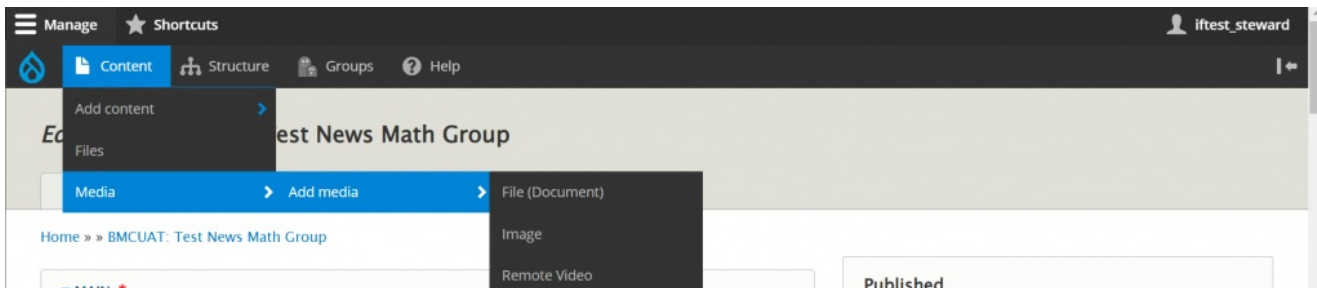 Manage Shortcuts iftest_steward
Content Structure Groups Help
Add content
est News Math Group
Files
Media Add media File (Document)
Home » » BMCUAT: Test News Math Group Image
Remote Video
Published